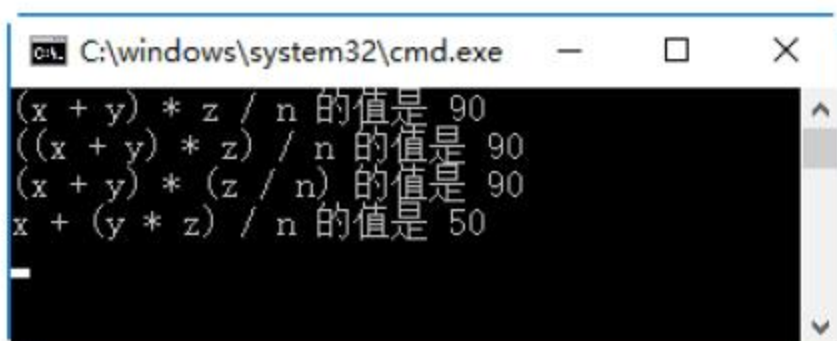 C:\windows\system32\cmd.exe
(x + y) * z / n 的值是 90
((x + y) * z) / n 的值是 90
(x + y) * (z / n) 的值是 90
x + (y * z) / n 的值是 50